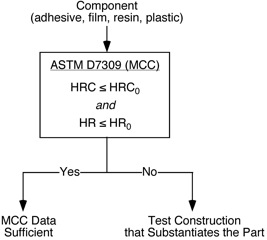 Component
(adhesive, film, resin, plastic)
ASTM D7309 (MCC)
HRC ≤ HRC₀
and
HR ≤ HR₀
Yes
No
MCC Data
Sufficient
Test Construction
that Substantiates the Part